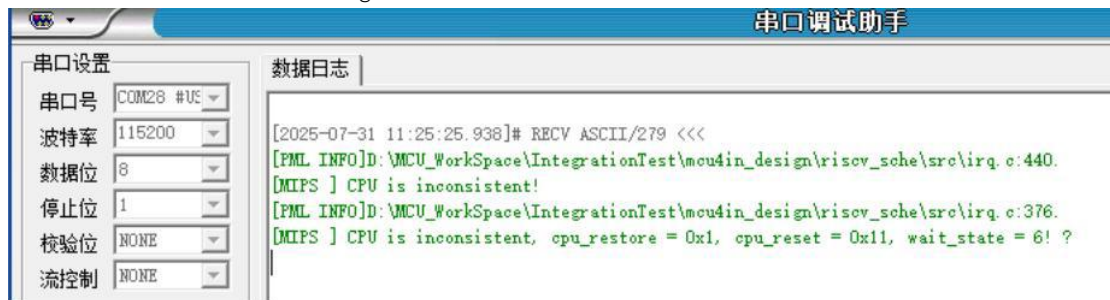 串口调试助手
串口设置
串口号 COM28 #US
波特率 115200
数据位 8
停止位 1
校验位 NONE
流控制 NONE
数据日志
[2025-07-31 11:25:25.938]# RECV ASCII/279 <<<
[PML INFO]D:\MCU_WorkSpace\IntegrationTest\mcu4in_design\riscv_sche\src\irq.c:440.
[MIPS ] CPU is inconsistent!
[PML INFO]D:\MCU_WorkSpace\IntegrationTest\mcu4in_design\riscv_sche\src\irq.c:376.
[MIPS ] CPU is inconsistent, cpu_restore = 0x1, cpu_reset = 0x11, wait_state = 6! ?